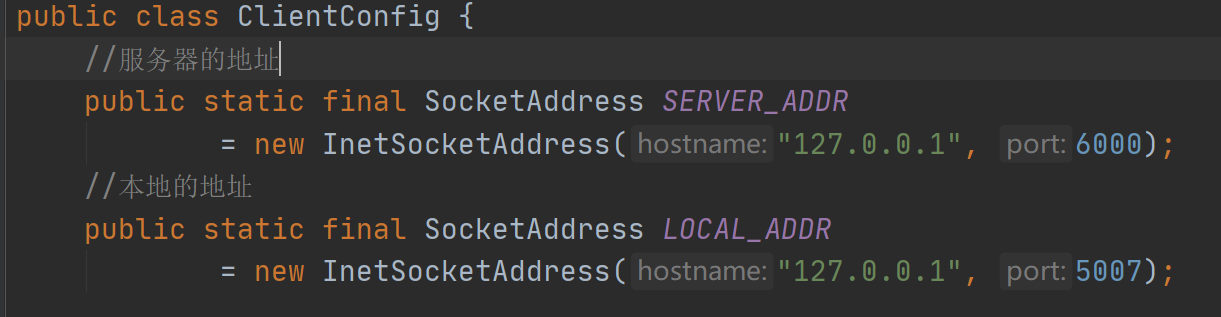 public class ClientConfig {
//服务器的地址
public static final SocketAddress SERVER_ADDR
= new InetSocketAddress( hostname: "127.0.0.1", port: 6000);
//本地的地址
public static final SocketAddress LOCAL_ADDR
= new InetSocketAddress( hostname: "127.0.0.1", port: 5007);